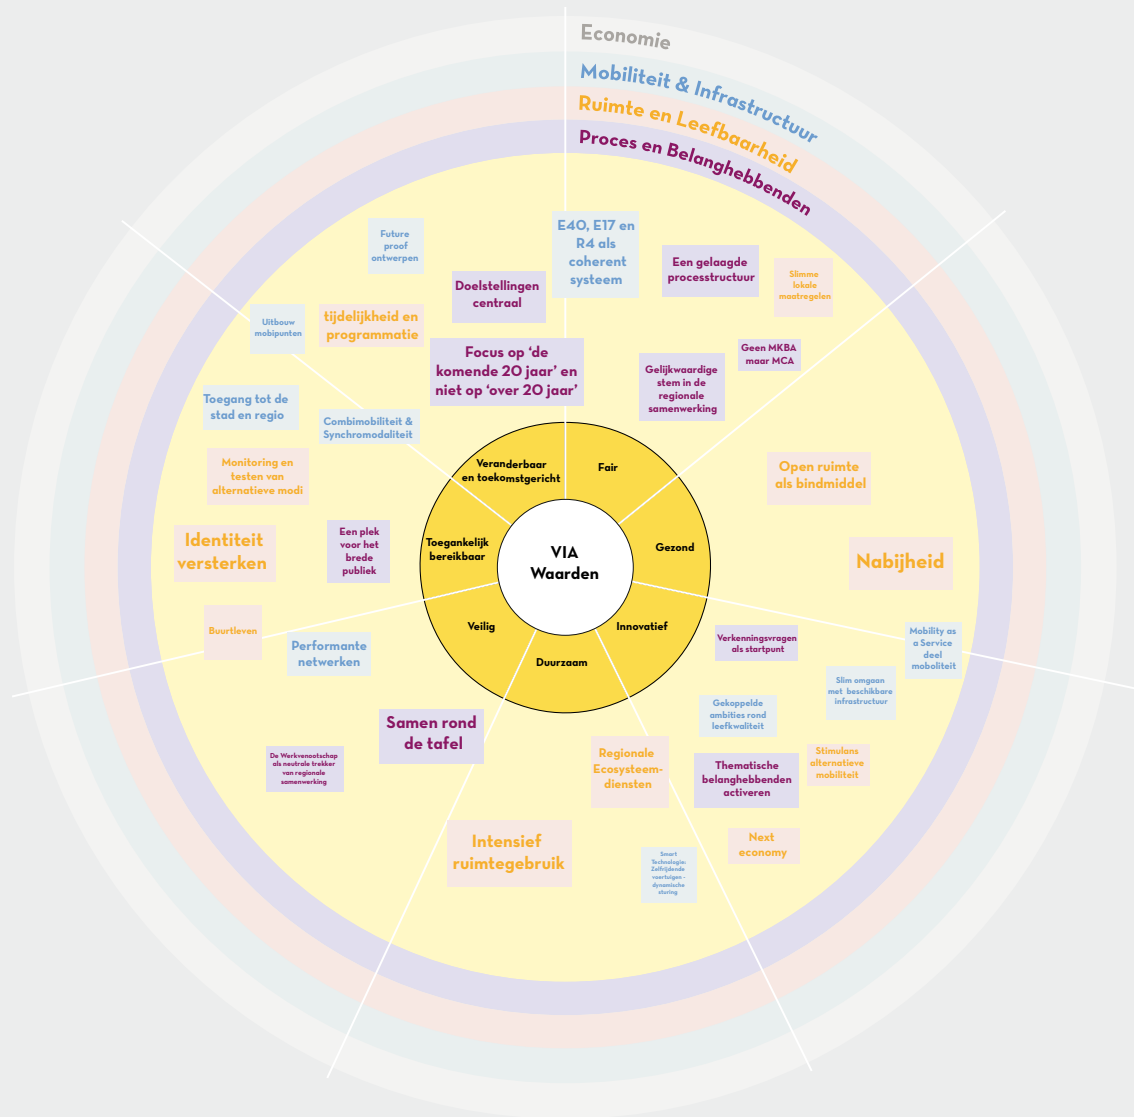 Economie
Mobiliteit & Infrastructuur
Ruimte en Leefbaarheid
Proces en Belanghebbenden
E40, E17 en
R4 als
coherent
systeem
Een gelaagde
processtructuur
Slimme
lokale
maatregelen
Geen MKBA
maar MCA
Gelijkwaardige
stem in de
regionale
samenwerking
Future
proof
ontwerpen
Doelstellingen
centraal
tijdelijkheid en
programmatie
Focus op ‘de
komende 20 jaar’ en
niet op ‘over 20 jaar’
Uitbouw
mobipunten
Toegang tot de
stad en regio
Combimobiliteit &
Synchromodaliteit
Monitoring en
testen van
alternatieve modi
Identiteit
versterken
Een plek
voor het
brede
publiek
Buurtleven
Performante
netwerken
Veranderbaar
en toekomstgericht
Fair
Toegankelijk
bereikbaar
Gezond
VIA
Waarden
Veilig
Innovatief
Duurzaam
Open ruimte
als bindmiddel
Nabijheid
Mobility as
a Service
deel
moboliteit
Verkenningsvragen
als startpunt
Slim omgaan
met beschikbare
infrastructuur
Gekoppelde
ambities rond
leefkwaliteit
Stimulans
alternatieve
mobiliteit
Thematische
belanghebbenden
activeren
Regionale
Ecosysteem-
diensten
Next
economy
Smart
Technologie:
Zelfrijdende
voertuigen -
dynamische
sturing
Samen rond
de tafel
De Werkvenootschap
als neutrale trekker
van regionale
samenwerking
Intensief
ruimtegebruik